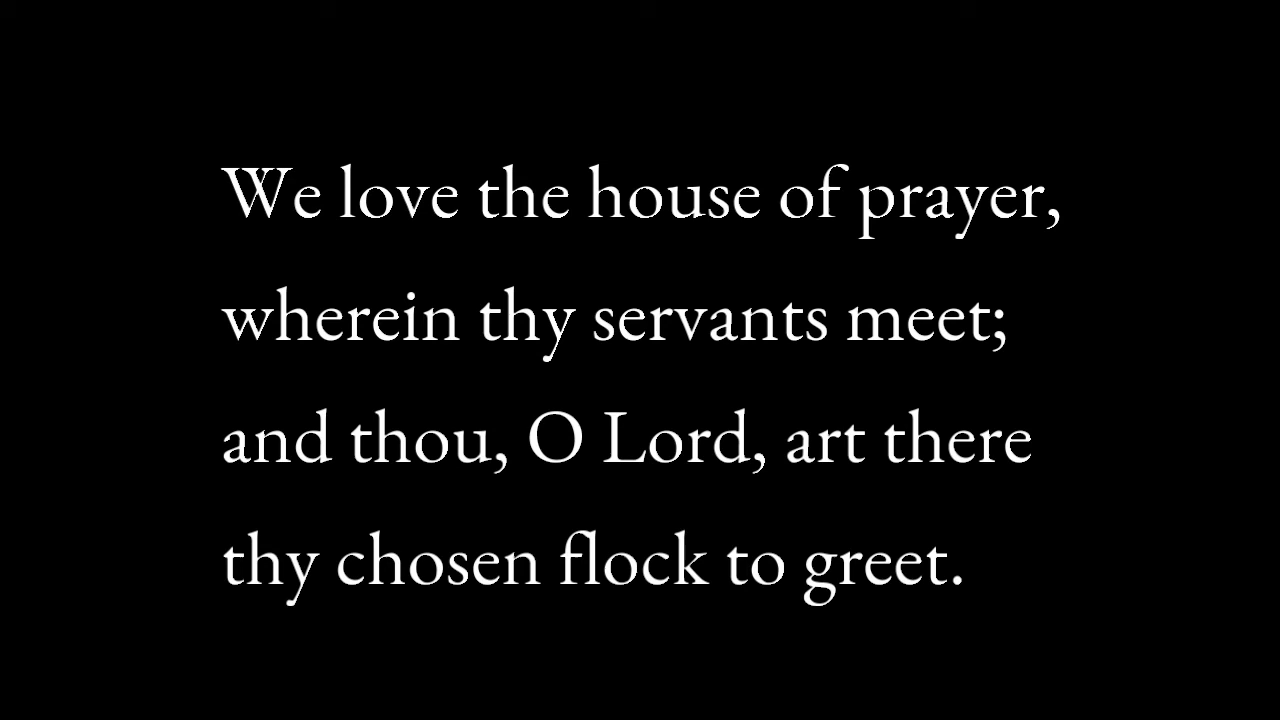 We love the house of prayer,
wherein thy servants meet;
and thou, O Lord, art there
thy chosen flock to greet.